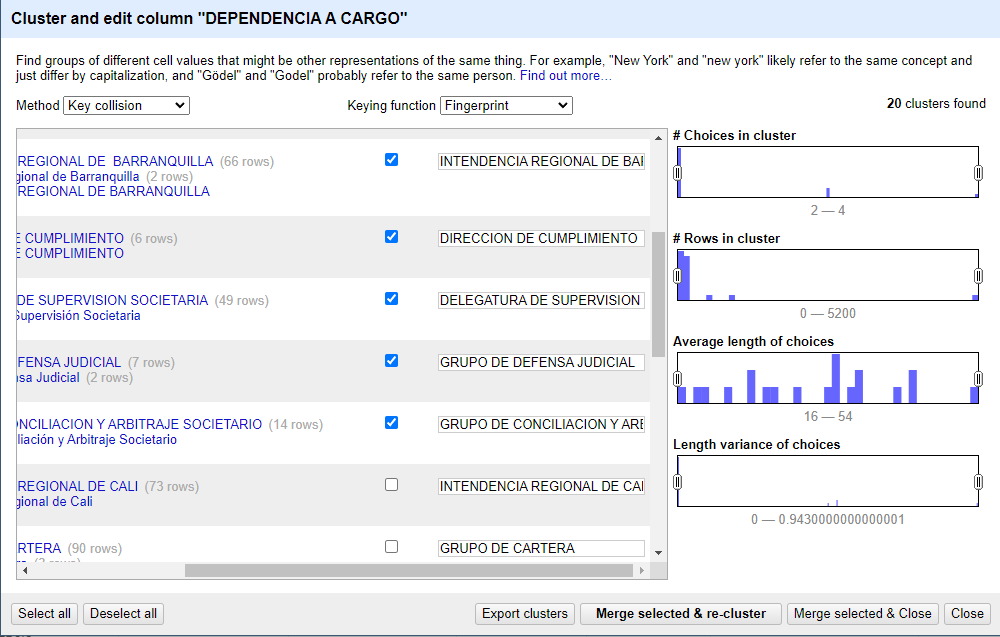 Cluster and edit column "DEPENDENCIA A CARGO"
Find groups of different cell values that might be other representations of the same thing. For example, "New York" and "new york" likely refer to the same concept and
just differ by capitalization, and "Gödel" and "Godel" probably refer to the same person. Find out more…
Method Key collision Keying function Fingerprint 20 clusters found
REGIONAL DE  BARRANQUILLA (66 rows) INTENDENCIA REGIONAL DE BAI
gional de Barranquilla (2 rows)
REGIONAL DE BARRANQUILLA
E CUMPLIMIENTO (6 rows) DIRECCION DE CUMPLIMIENTO
E CUMPLIMIENTO
DE SUPERVISION SOCIETARIA (49 rows) DELEGATURA DE SUPERVISION
Supervisión Societaria
FENSA JUDICIAL (7 rows) GRUPO DE DEFENSA JUDICIAL
nsa Judicial (2 rows)
ONCILIACION Y ARBITRAJE SOCIETARIO (14 rows) GRUPO DE CONCILIACION Y ARE
iliación y Arbitraje Societario
REGIONAL DE CALI (73 rows) INTENDENCIA REGIONAL DE CAI
gional de Cali
RTERA (90 rows) GRUPO DE CARTERA
# Choices in cluster
2 — 4
# Rows in cluster
0 — 5200
Average length of choices
16 — 54
Length variance of choices
0 — 0.9430000000000001
Select all Deselect all Export clusters Merge selected & re-cluster Merge selected & Close Close